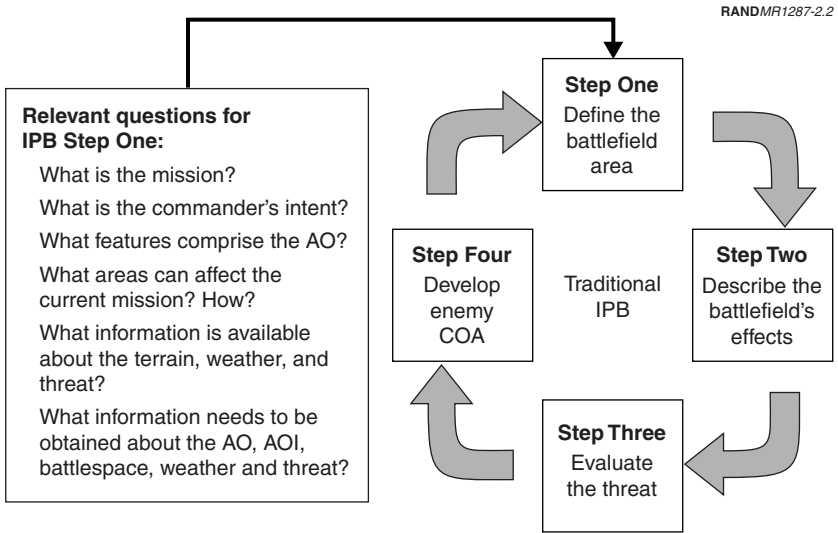 RANDMR1287-2.2
Relevant questions for
IPB Step One:
What is the mission?
What is the commander's intent?
What features comprise the AO?
What areas can affect the
current mission? How?
What information is available
about the terrain, weather, and
threat?
What information needs to be
obtained about the AO, AOI,
battlespace, weather and threat?
Step One
Define the
battlefield
area
Step Two
Describe the
battlefield's
effects
Step Three
Evaluate
the threat
Step Four
Develop
enemy
COA
Traditional
IPB